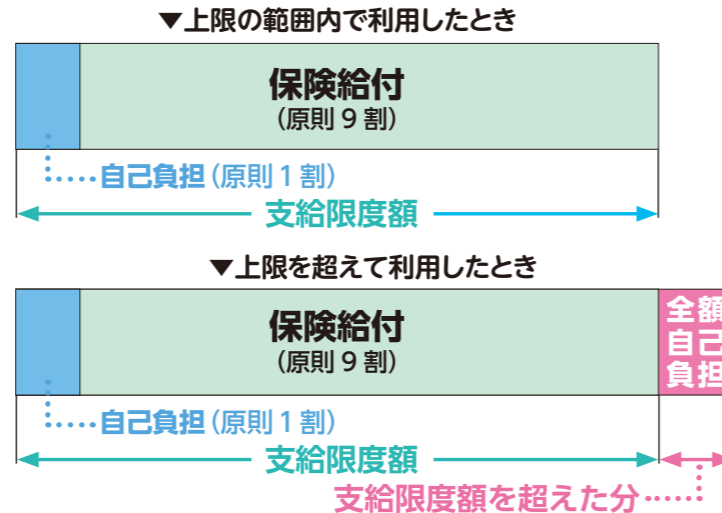 ▼上限の範囲内で利用したとき
保険給付
（原則 9 割）
自己負担（原則 1 割）
支給限度額
▼上限を超えて利用したとき
保険給付
（原則 9 割）
全額
自己
負担
自己負担（原則 1 割）
支給限度額
支給限度額を超えた分